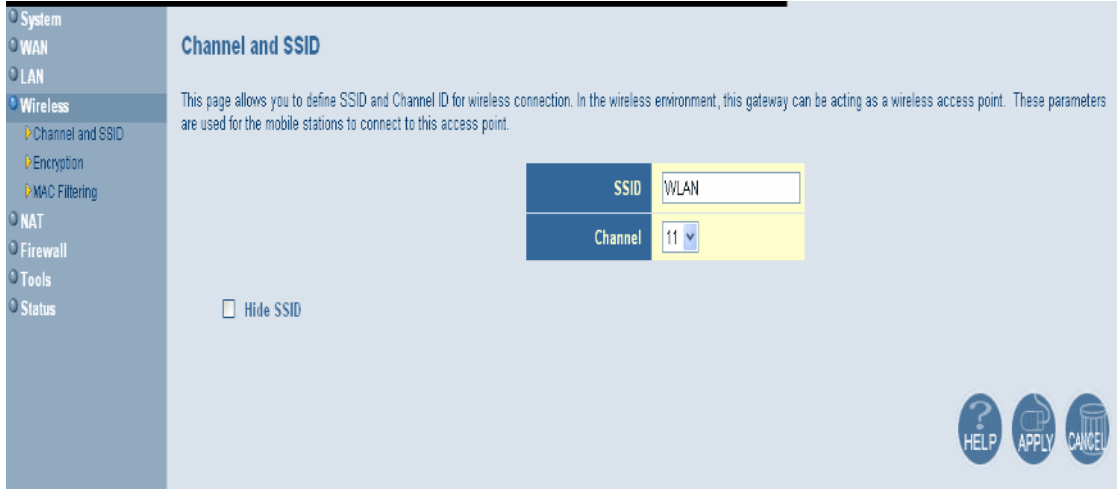 System
WAN
LAN
Wireless
Channel and SSID
Encryption
MAC Filtering
NAT
Firewall
Tools
Status
Channel and SSID
This page allows you to define SSID and Channel ID for wireless connection. In the wireless environment, this gateway can be acting as a wireless access point. These parameters
are used for the mobile stations to connect to this access point.
SSID WLAN
Channel 11
Hide SSID
HELP APPLY CANCEL